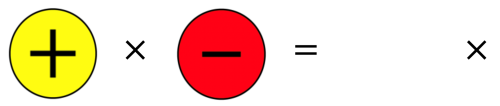 + × − = ×